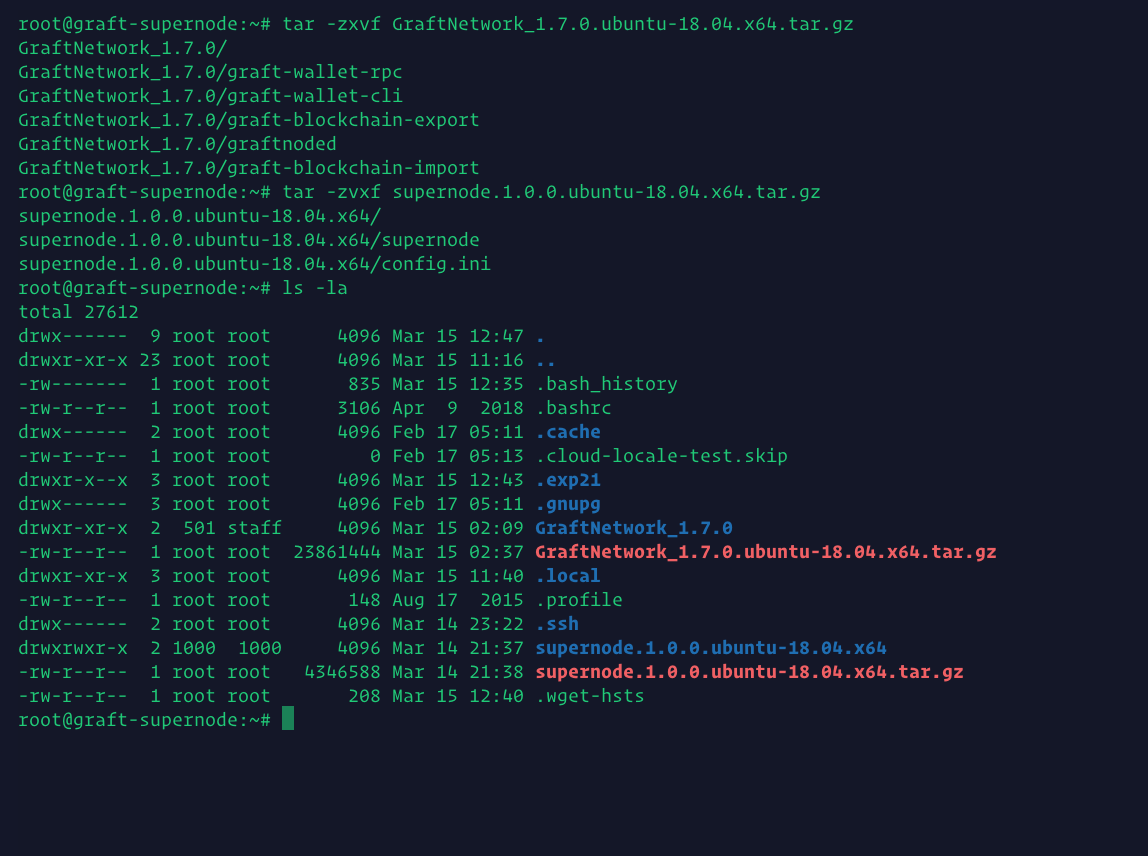 root@graft-supernode:~# tar -zxvf GraftNetwork_1.7.0.ubuntu-18.04.x64.tar.gz
GraftNetwork_1.7.0/
GraftNetwork_1.7.0/graft-wallet-rpc
GraftNetwork_1.7.0/graft-wallet-cli
GraftNetwork_1.7.0/graft-blockchain-export
GraftNetwork_1.7.0/graftnoded
GraftNetwork_1.7.0/graft-blockchain-import
root@graft-supernode:~# tar -zvxf supernode.1.0.0.ubuntu-18.04.x64.tar.gz
supernode.1.0.0.ubuntu-18.04.x64/
supernode.1.0.0.ubuntu-18.04.x64/supernode
supernode.1.0.0.ubuntu-18.04.x64/config.ini
root@graft-supernode:~# ls -la
total 27612
drwx------  9 root root      4096 Mar 15 12:47 .
drwxr-xr-x 23 root root      4096 Mar 15 11:16 ..
-rw-------  1 root root       835 Mar 15 12:35 .bash_history
-rw-r--r--  1 root root      3106 Apr  9  2018 .bashrc
drwx------  2 root root      4096 Feb 17 05:11 .cache
-rw-r--r--  1 root root         0 Feb 17 05:13 .cloud-locale-test.skip
drwxr-x--x  3 root root      4096 Mar 15 12:43 .exp21
drwx------  3 root root      4096 Feb 17 05:11 .gnupg
drwxr-xr-x  2  501 staff     4096 Mar 15 02:09 GraftNetwork_1.7.0
-rw-r--r--  1 root root  23861444 Mar 15 02:37 GraftNetwork_1.7.0.ubuntu-18.04.x64.tar.gz
drwxr-xr-x  3 root root      4096 Mar 15 11:40 .local
-rw-r--r--  1 root root       148 Aug 17  2015 .profile
drwx------  2 root root      4096 Mar 14 23:22 .ssh
drwxrwxr-x  2 1000  1000     4096 Mar 14 21:37 supernode.1.0.0.ubuntu-18.04.x64
-rw-r--r--  1 root root   4346588 Mar 14 21:38 supernode.1.0.0.ubuntu-18.04.x64.tar.gz
-rw-r--r--  1 root root       208 Mar 15 12:40 .wget-hsts
root@graft-supernode:~#